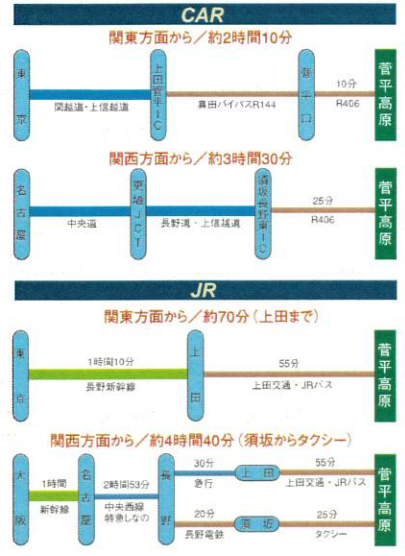 CAR
関東方面から/約2時間10分
東京
関越道・上信越道
上田菅平IC
真田バイパスR144
菅平口
10分
R406
菅平高原
関西方面から/約3時間30分
名古屋
中央道
更埴JCT
長野道・上信越道
須坂長野東IC
25分
R406
菅平高原
JR
関東方面から/約70分(上田まで)
東京
1時間10分
長野新幹線
上田
55分
上田交通・JRバス
菅平高原
関西方面から/約4時間40分(須坂からタクシー)
大阪
1時間
新幹線
名古屋
2時間53分
中央西線
特急しなの
長野
30分
急行
上田
55分
上田交通・JRバス
20分
長野電鉄
須坂
25分
タクシー
菅平高原